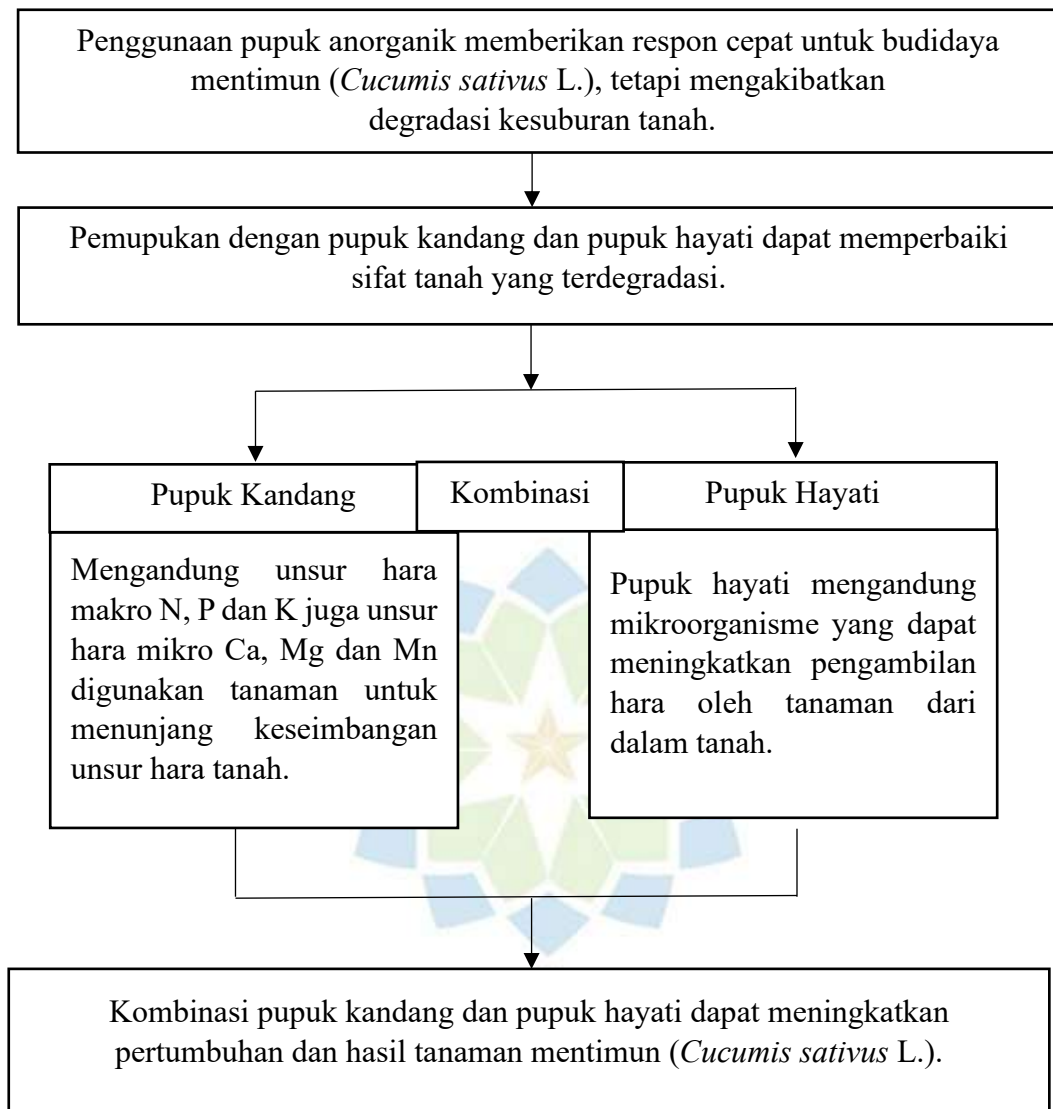 Penggunaan pupuk anorganik memberikan respon cepat untuk budidaya
mentimun (Cucumis sativus L.), tetapi mengakibatkan
degradasi kesuburan tanah.
Pemupukan dengan pupuk kandang dan pupuk hayati dapat memperbaiki
sifat tanah yang terdegradasi.
Pupuk Kandang
Kombinasi
Pupuk Hayati
Mengandung unsur hara
makro N, P dan K juga unsur
hara mikro Ca, Mg dan Mn
digunakan tanaman untuk
menunjang keseimbangan
unsur hara tanah.
Pupuk hayati mengandung
mikroorganisme yang dapat
meningkatkan pengambilan
hara oleh tanaman dari
dalam tanah.
Kombinasi pupuk kandang dan pupuk hayati dapat meningkatkan
pertumbuhan dan hasil tanaman mentimun (Cucumis sativus L.).